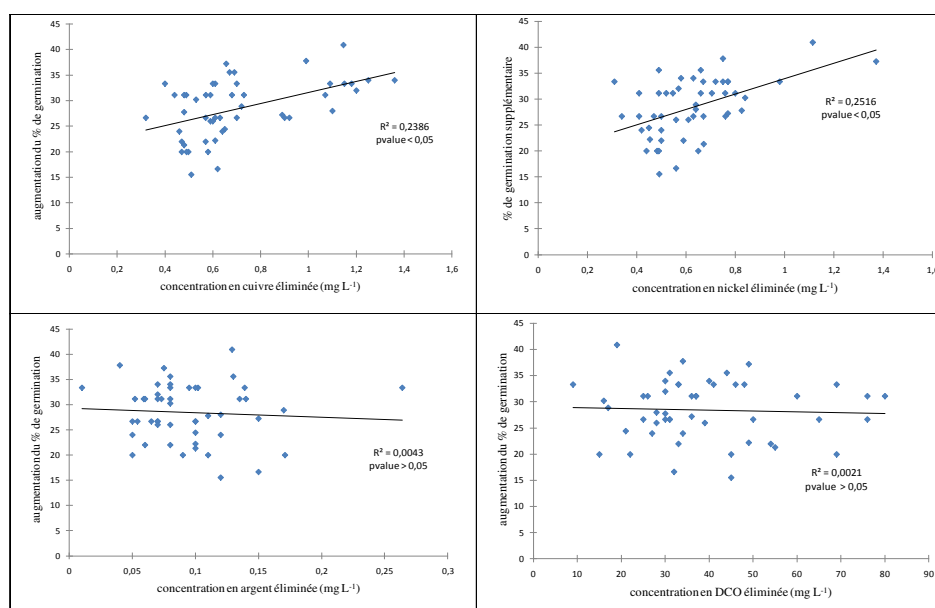 45
40
35
30
25
20
15
10
5
0
augmentation du % de germination
R² = 0,2386
pvalue < 0,05
0 0,2 0,4 0,6 0,8 1 1,2 1,4 1,6
concentration en cuivre éliminée (mg L⁻¹)
45
40
35
30
25
20
15
10
5
0
% de germination supplémentaire
R² = 0,2516
pvalue < 0,05
0 0,2 0,4 0,6 0,8 1 1,2 1,4 1,6
concentration en nickel éliminée (mg L⁻¹)
45
40
35
30
25
20
15
10
5
0
augmentation du % de germination
R² = 0,0043
pvalue > 0,05
0 0,05 0,1 0,15 0,2 0,25 0,3
concentration en argent éliminée (mg L⁻¹)
45
40
35
30
25
20
15
10
5
0
augmentation du % de germination
R² = 0,0021
pvalue > 0,05
0 10 20 30 40 50 60 70 80 90
concentration en DCO éliminée (mg L⁻¹)